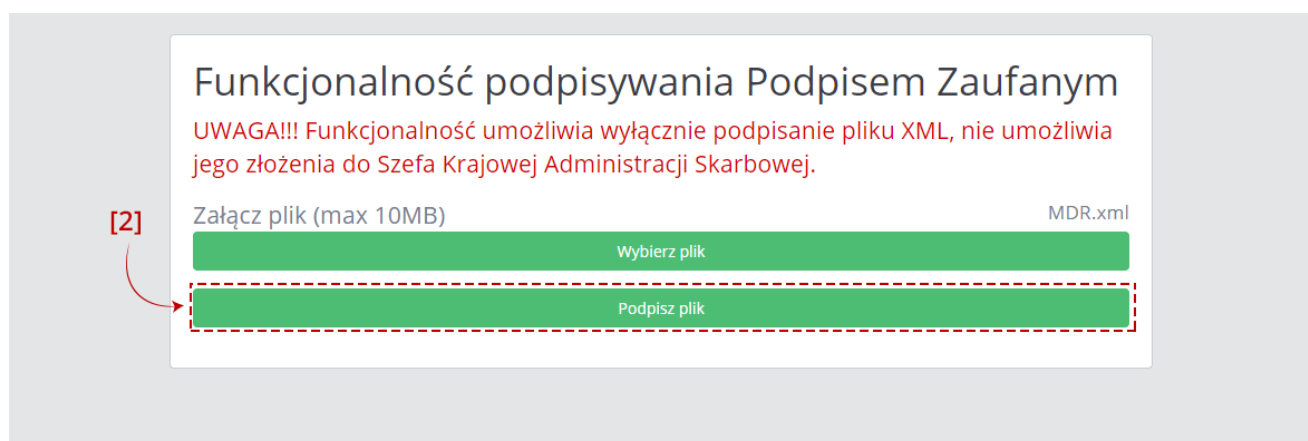 Funkcjonalność podpisywania Podpisem Zaufanym
UWAGA!!! Funkcjonalność umożliwia wyłącznie podpisanie pliku XML, nie umożliwia
jego złożenia do Szefa Krajowej Administracji Skarbowej.
[2]
Załącz plik (max 10MB) MDR.xml
Wybierz plik
Podpisz plik